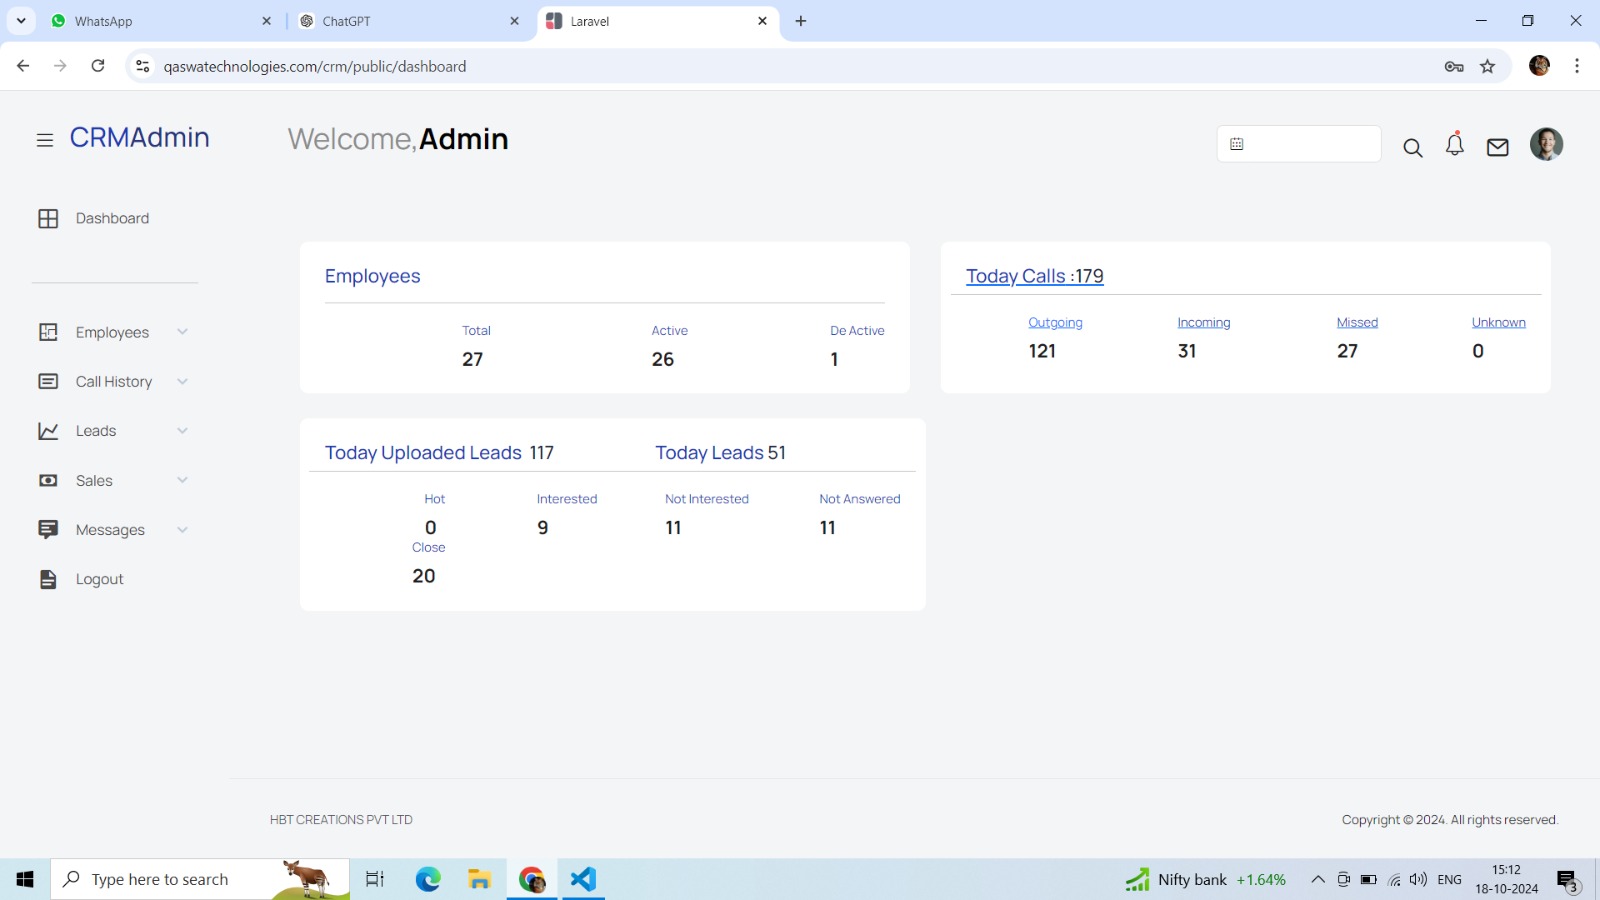 WhatsApp
ChatGPT
Laravel
qaswatechnologies.com/crm/public/dashboard
CRMAdmin
Welcome,Admin
Dashboard
Employees
Call History
Leads
Sales
Messages
Logout
Employees
Total Active De Active
27 26 1
Today Calls :179
Outgoing Incoming Missed Unknown
121 31 27 0
Today Uploaded Leads 117 Today Leads 51
Hot Interested Not Interested Not Answered
0 9 11 11
Close
20
HBT CREATIONS PVT LTD
Copyright © 2024. All rights reserved.
Type here to search
Nifty bank +1.64%
ENG
15:12
18-10-2024
3